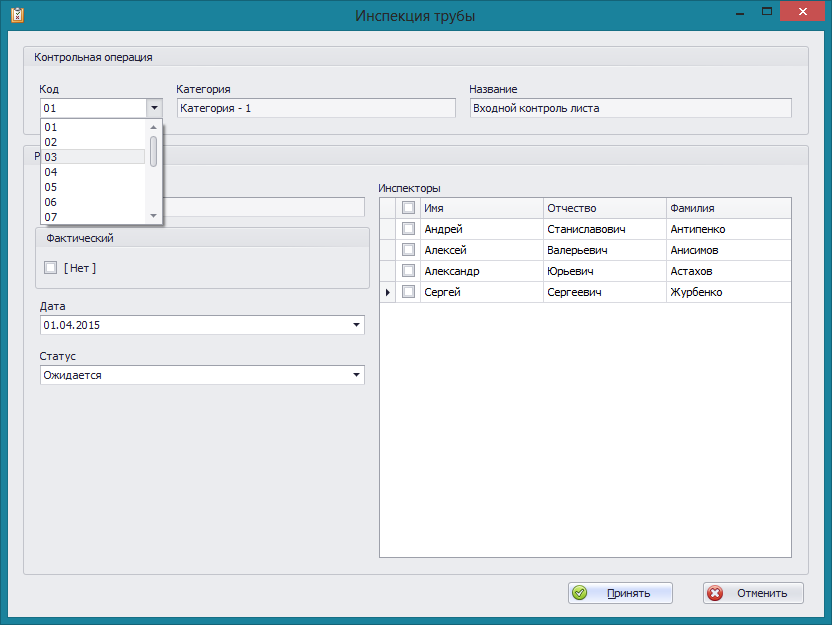 Инспекция трубы
Контрольная операция
Код Категория Название
01 Категория - 1 Входной контроль листа
01
02
03
04
05
06
07
Фактический
[ Нет ]
Дата
01.04.2015
Статус
Ожидается
Инспекторы
Имя Отчество Фамилия
Андрей Станиславович Антипенко
Алексей Валерьевич Анисимов
Александр Юрьевич Астахов
Сергей Сергеевич Журбенко
Принять Отменить